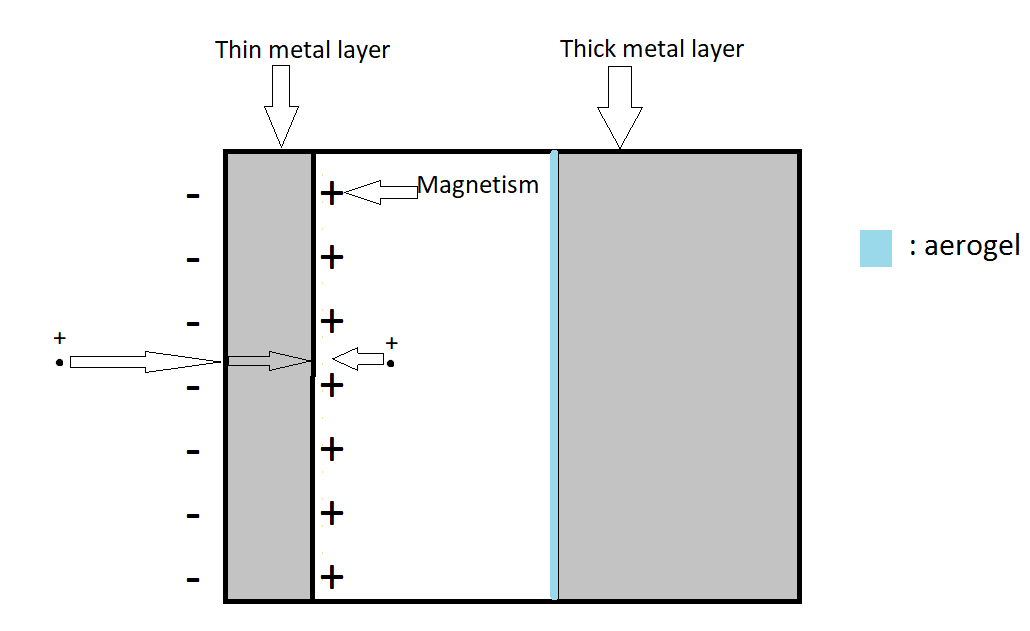 Thin metal layer
Thick metal layer
- + Magnetism
- +
: aerogel
- +
+ +
- +
- +
- +
- +